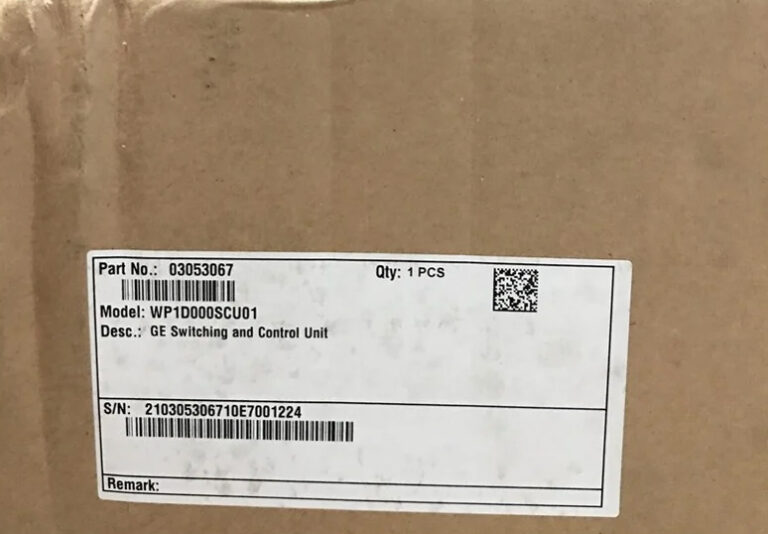 Part No.: 03053067 Qty: 1 PCS
Model: WP1D000SCU01
Desc.: GE Switching and Control Unit
S/N: 210305306710E7001224
Remark: